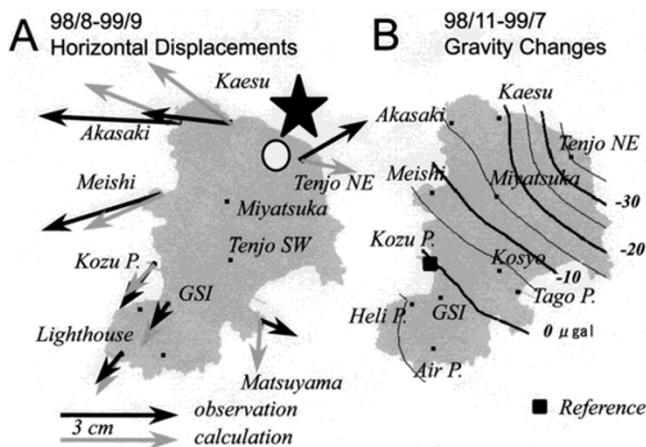 98/8-99/9
A Horizontal Displacements
Kaesu
Akasaki
Tenjo NE
Meishi
Miyatsuka
Tenjo SW
Kozu P.
GSI
Lighthouse
Matsuyama
3 cm
observation
calculation
98/11-99/7
B Gravity Changes
Kaesu
Akasaki
Tenjo NE
Meishi
Miyatsuka
-30
-20
Kozu P.
Kosyo
-10
Tago P.
Heli P.
GSI
0 μ gal
Air P.
Reference